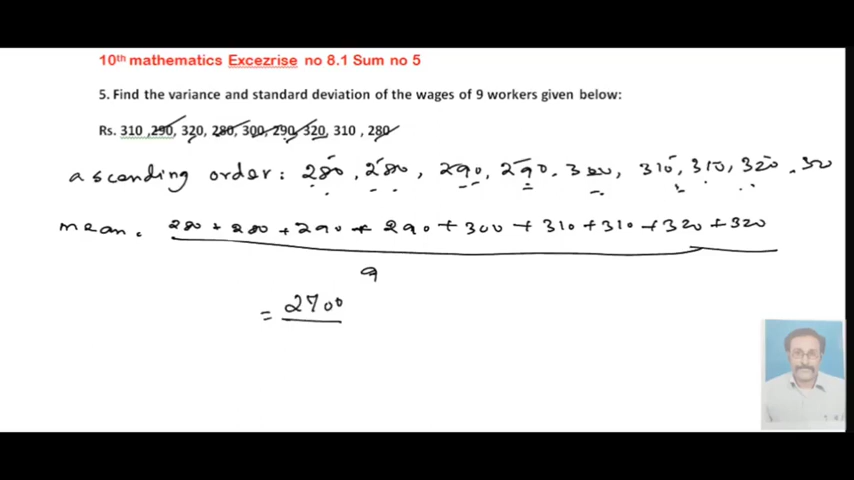 10th mathematics Excezrise no 8.1 Sum no 5
5. Find the variance and standard deviation of the wages of 9 workers given below:
Rs. 310 ,290, 320, 280, 300, 290, 320, 310 , 280
ascending order: 280, 280, 290, 290, 300, 310, 310, 320, 320
mean = 280 + 280 + 290 + 290 + 300 + 310 + 310 + 320 + 320
9
= 2700